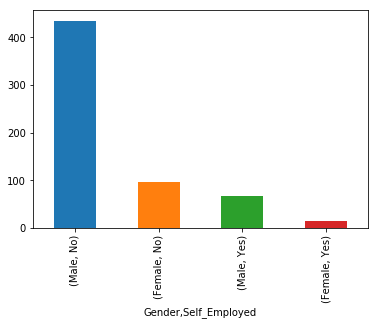 400
300
200
100
0
(Male, No)
(Female, No)
(Male, Yes)
(Female, Yes)
Gender,Self_Employed